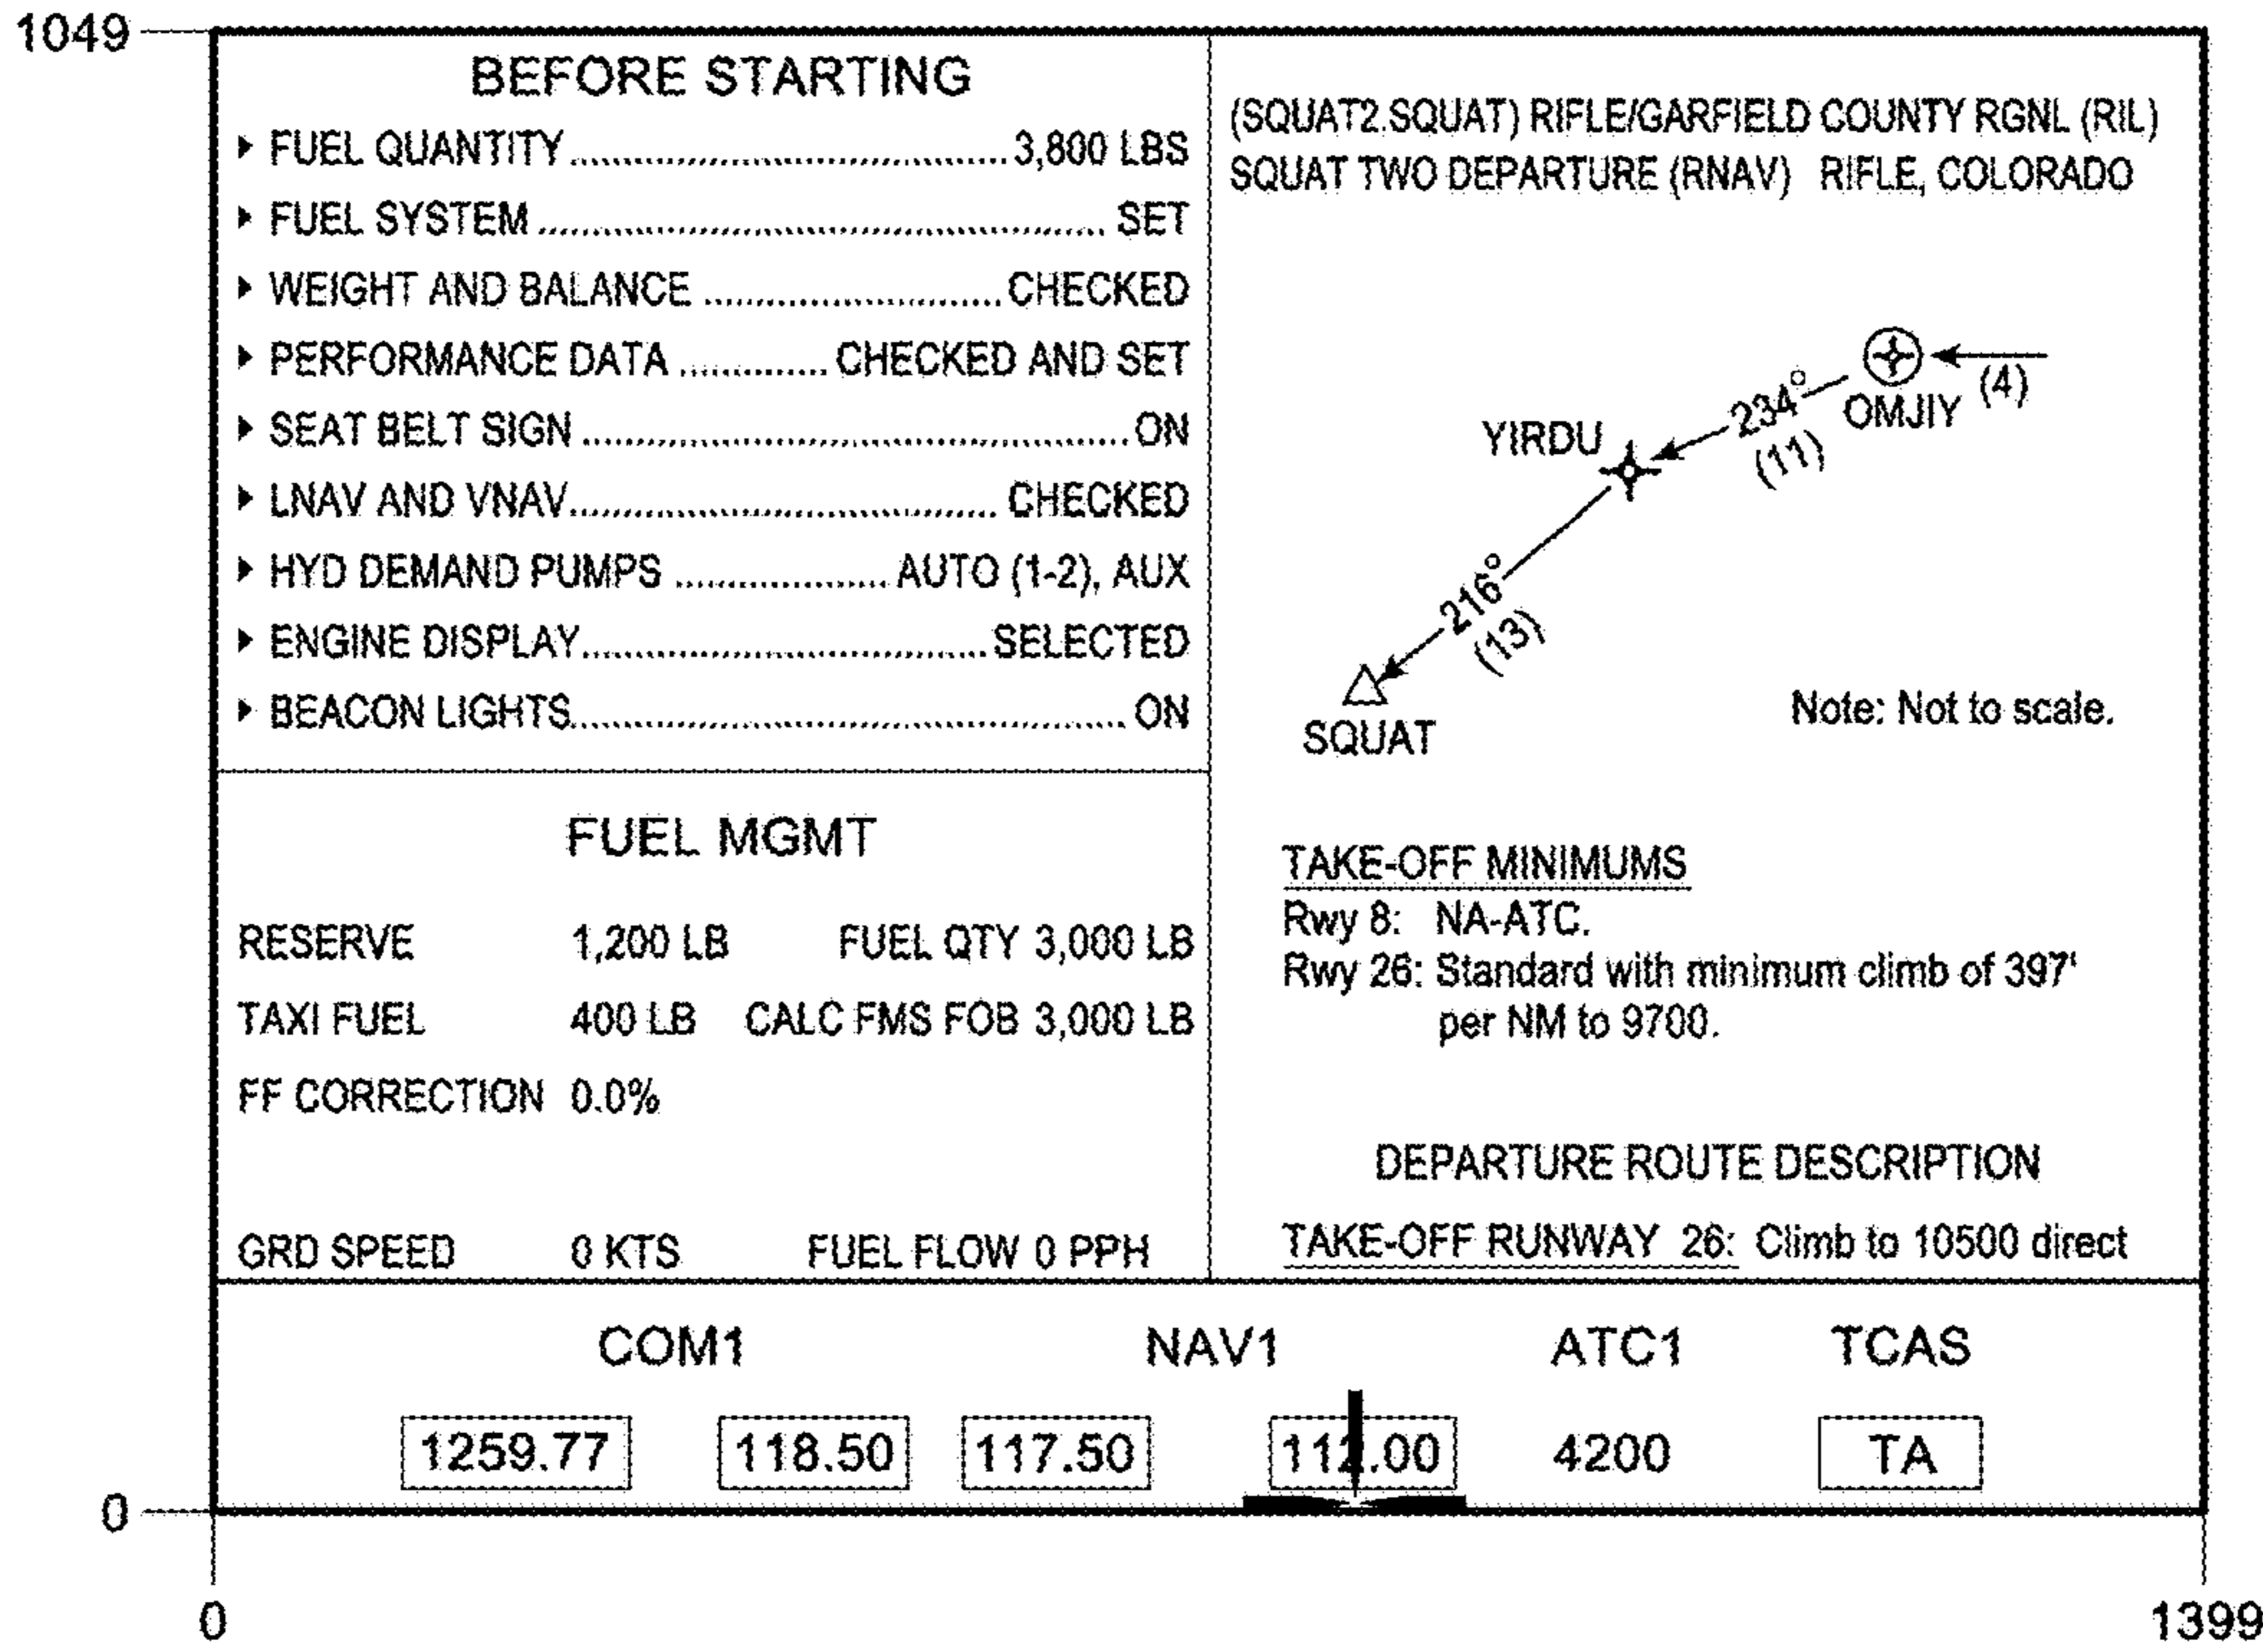 1049
BEFORE STARTING
▸ FUEL QUANTITY........................................3,800 LBS
▸ FUEL SYSTEM.................................................... SET
▸ WEIGHT AND BALANCE ...........................CHECKED
▸ PERFORMANCE DATA .............. CHECKED AND SET
▸ SEAT BELT SIGN ..................................................ON
▸ LNAV AND VNAV....................................... CHECKED
▸ HYD DEMAND PUMPS ................... AUTO (1-2), AUX
▸ ENGINE DISPLAY.....................................SELECTED
▸ BEACON LIGHTS................................................... ON
FUEL MGMT
RESERVE 1,200 LB FUEL QTY 3,000 LB
TAXI FUEL 400 LB CALC FMS FOB 3,000 LB
FF CORRECTION 0.0%
GRD SPEED 0 KTS FUEL FLOW 0 PPH
(SQUAT2.SQUAT) RIFLE/GARFIELD COUNTY RGNL (RIL)
SQUAT TWO DEPARTURE (RNAV) RIFLE, COLORADO
(4)
OMJIY
234°
(11)
YIRDU
216°
(13)
SQUAT
Note: Not to scale.
TAKE-OFF MINIMUMS
Rwy 8: NA-ATC.
Rwy 26: Standard with minimum climb of 397'
per NM to 9700.
DEPARTURE ROUTE DESCRIPTION
TAKE-OFF RUNWAY 26: Climb to 10500 direct
COM1 NAV1 ATC1 TCAS
1259.77 118.50 117.50 112.00 4200 TA
0
0 1399